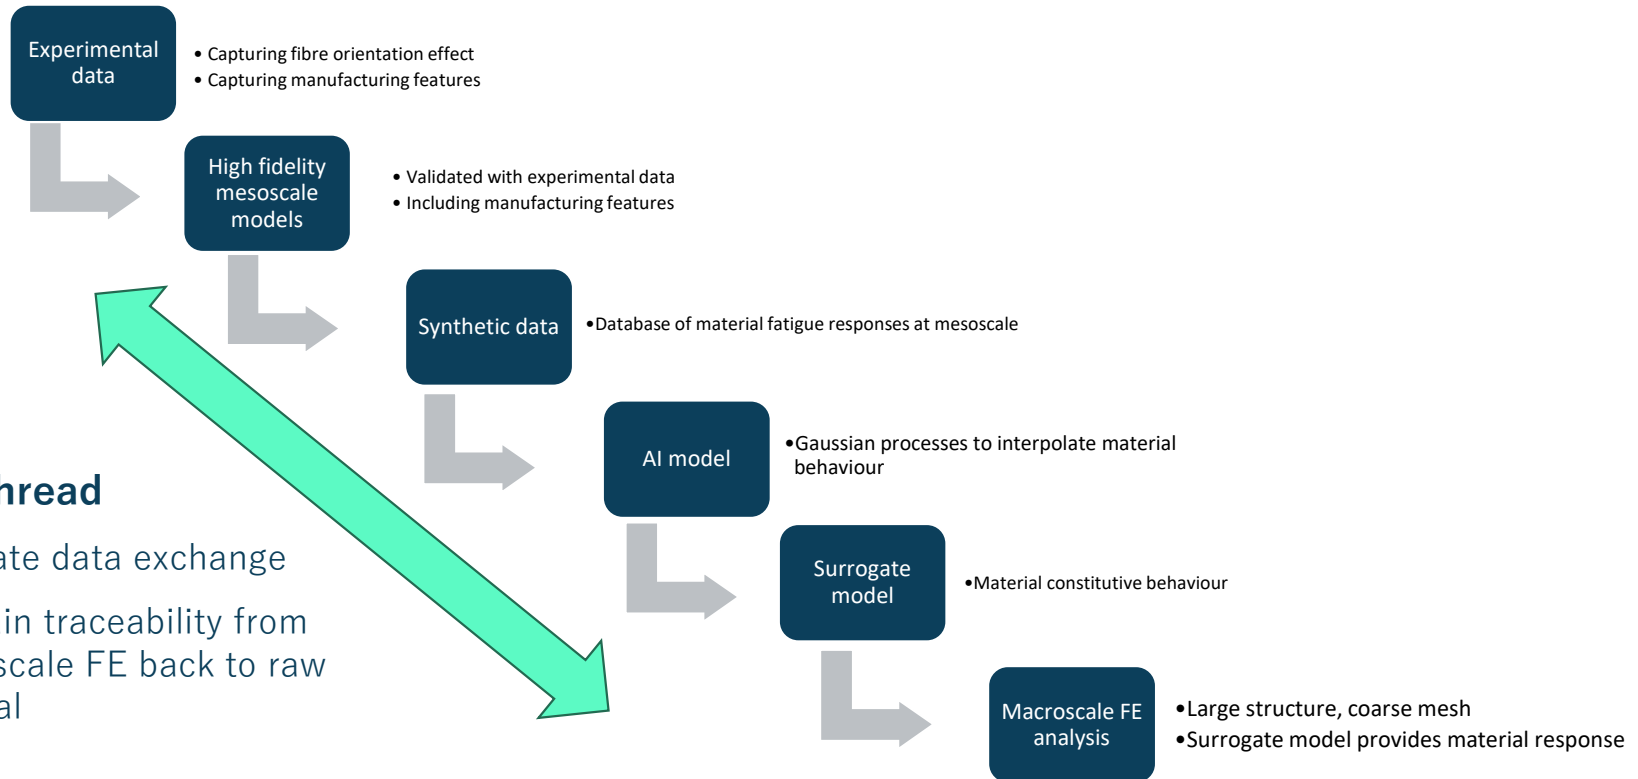 Experimental
data
• Capturing fibre orientation effect
• Capturing manufacturing features
High fidelity
mesoscale
models
• Validated with experimental data
• Including manufacturing features
Synthetic data
•Database of material fatigue responses at mesoscale
AI model
•Gaussian processes to interpolate material
behaviour
Surrogate
model
•Material constitutive behaviour
Macroscale FE
analysis
•Large structure, coarse mesh
•Surrogate model provides material response
hread
ate data exchange
in traceability from
scale FE back to raw
al